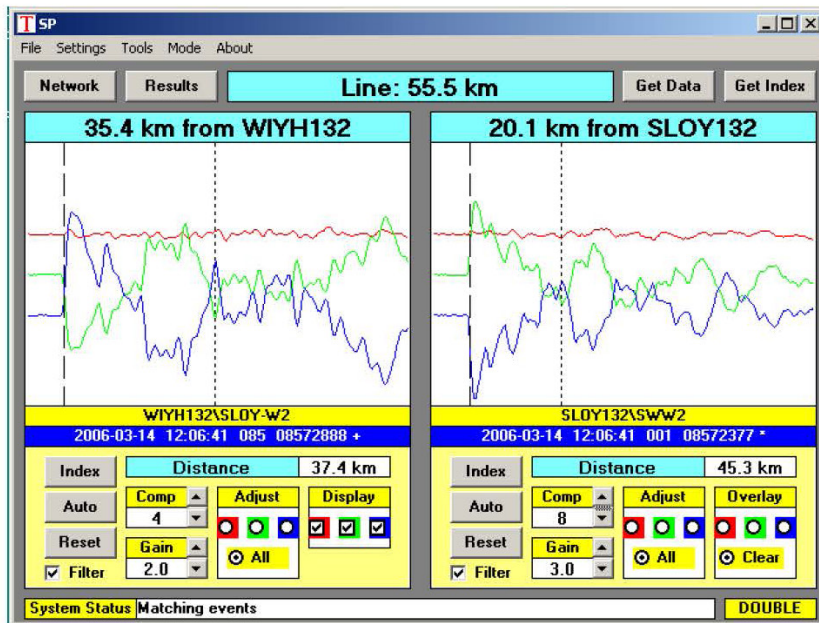 T SP
File Settings Tools Mode About
Network Results Line: 55.5 km Get Data Get Index
35.4 km from WIYH132
20.1 km from SLOY132
WIYH132\SLOY-W2
2006-03-14 12:06:41 085 08572888 +
SLOY132\SWW2
2006-03-14 12:06:41 001 08572377 *
Index Distance 37.4 km
Auto Comp Adjust Display
4
Reset Gain
All
Filter 2.0
Index Distance 45.3 km
Auto Comp Adjust Overlay
8
Reset Gain
All Clear
Filter 3.0
System Status Matching events DOUBLE